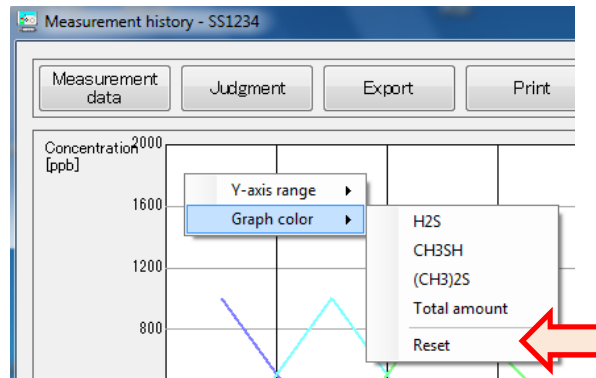 Measurement history - SS1234
Measurement
data
Judgment
Export
Print
Concentration
[ppb]
2000
1600
1200
800
Y-axis range
Graph color
H2S
CH3SH
(CH3)2S
Total amount
Reset